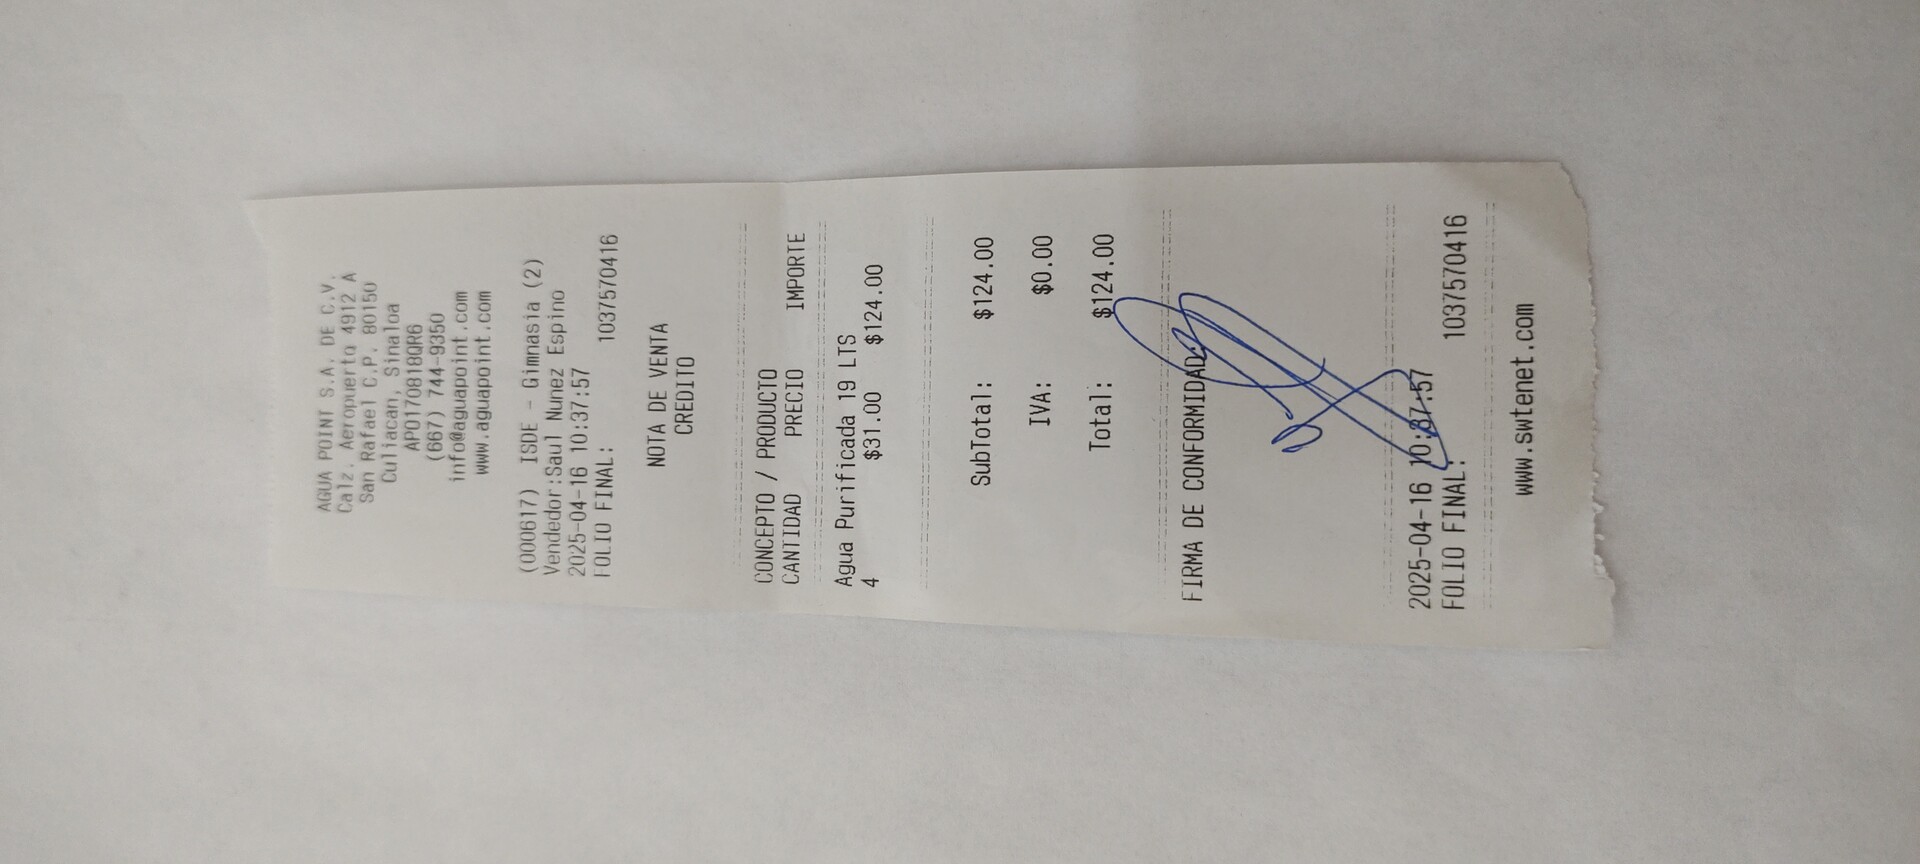 AGUA POINT S.A. DE C.V.
Calz. Aeropuerto 4912 A
San Rafael C.P. 80150
Culiacan, Sinaloa
APO170818QR6
(667) 744-9350
info@aguapoint.com
www.aguapoint.com
(000617) ISDE - Gimnasia (2)
Vendedor:Saul Nunez Espino
2025-04-16 10:37:57
FOLIO FINAL: 1037570416
NOTA DE VENTA
CREDITO
CONCEPTO / PRODUCTO
CANTIDAD PRECIO IMPORTE
Agua Purificada 19 LTS
4 $31.00 $124.00
SubTotal: $124.00
IVA: $0.00
Total: $124.00
FIRMA DE CONFORMIDAD:
2025-04-16 10:37:57
FOLIO FINAL: 1037570416
www.swtenet.com